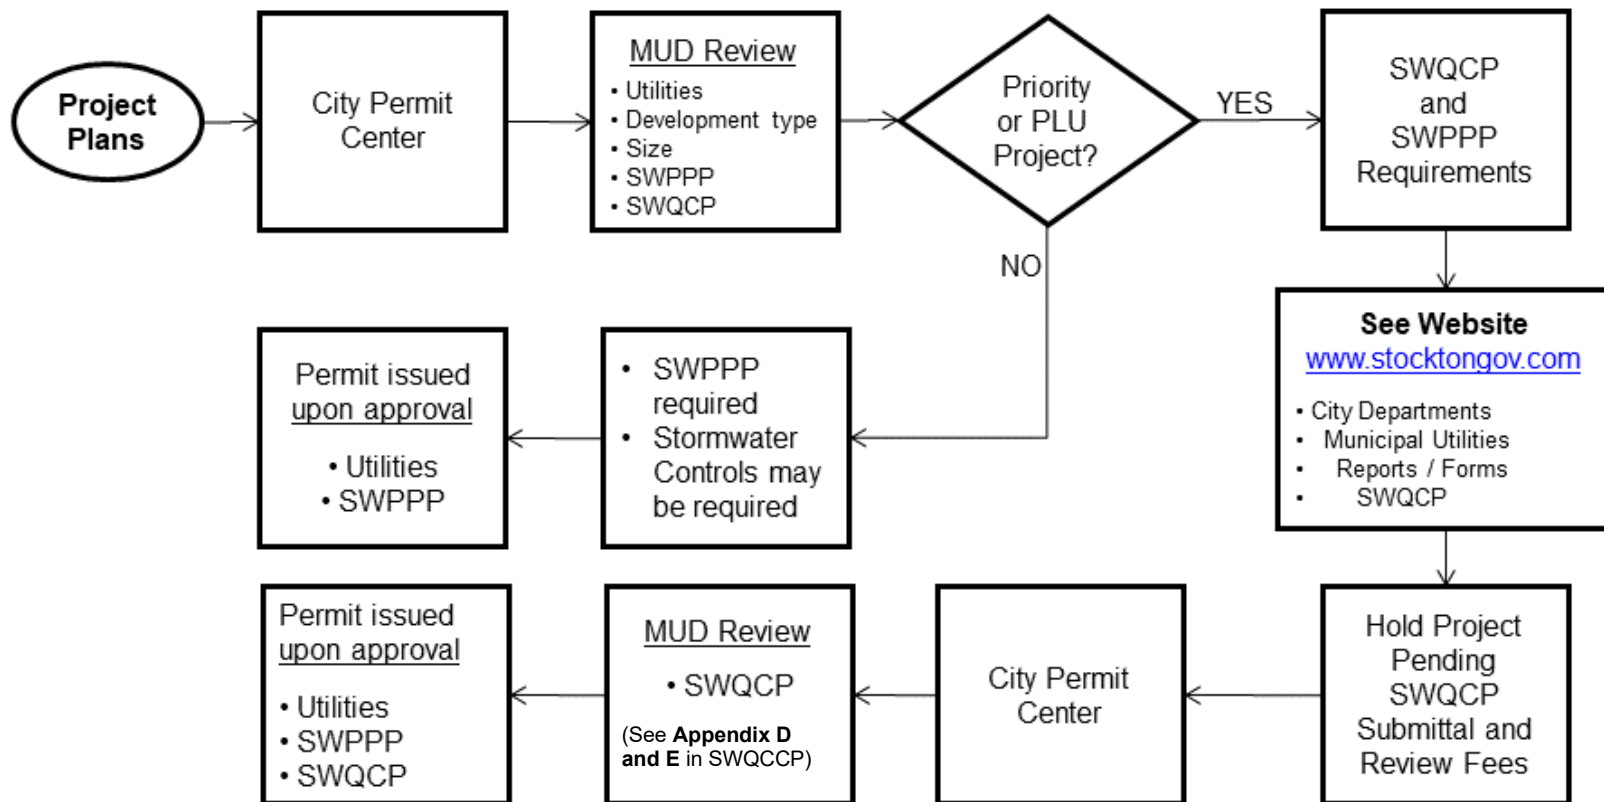 Project
Plans
City Permit
Center
MUD Review
• Utilities
• Development type
• Size
• SWPPP
• SWQCP
Priority
or PLU
Project?
YES
SWQCP
and
SWPPP
Requirements
NO
See Website
www.stocktongov.com
• City Departments
• Municipal Utilities
• Reports / Forms
• SWQCP
Permit issued
upon approval
• Utilities
• SWPPP
• SWPPP
required
• Stormwater
Controls may
be required
Permit issued
upon approval
• Utilities
• SWPPP
• SWQCP
MUD Review
• SWQCP
(See Appendix D
and E in SWQCCP)
City Permit
Center
Hold Project
Pending
SWQCP
Submittal and
Review Fees